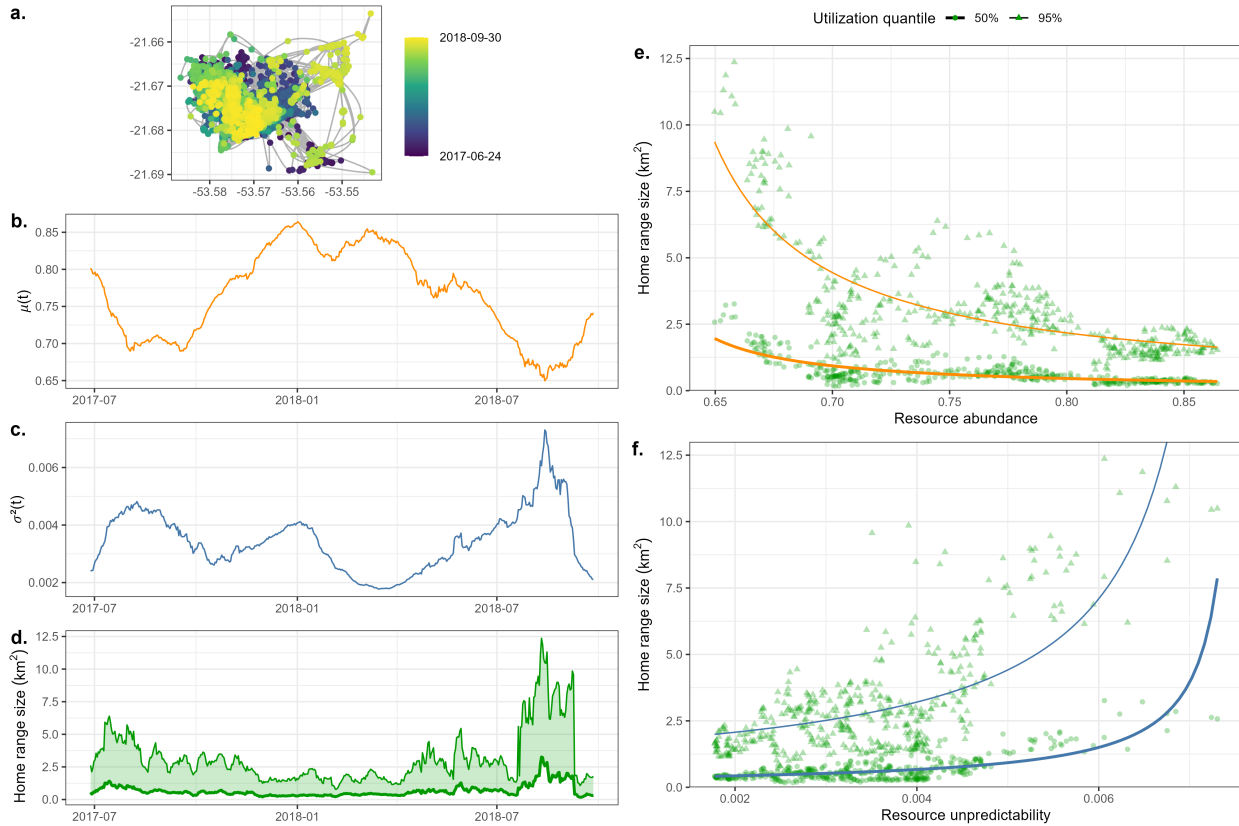 a.
-21.66
-21.67
-21.68
-21.69
-53.58 -53.57 -53.56 -53.55
2018-09-30
2017-06-24
b.
μ(t)
0.85
0.80
0.75
0.70
0.65
2017-07 2018-01 2018-07
c.
σ²(t)
0.006
0.004
0.002
2017-07 2018-01 2018-07
d.
Home range size (km²)
12.5
10.0
7.5
5.0
2.5
0.0
2017-07 2018-01 2018-07
Utilization quantile 50% 95%
e.
Home range size (km²)
12.5
10.0
7.5
5.0
2.5
0.0
0.65 0.70 0.75 0.80 0.85
Resource abundance
f.
Home range size (km²)
12.5
10.0
7.5
5.0
2.5
0.0
0.002 0.004 0.006
Resource unpredictability